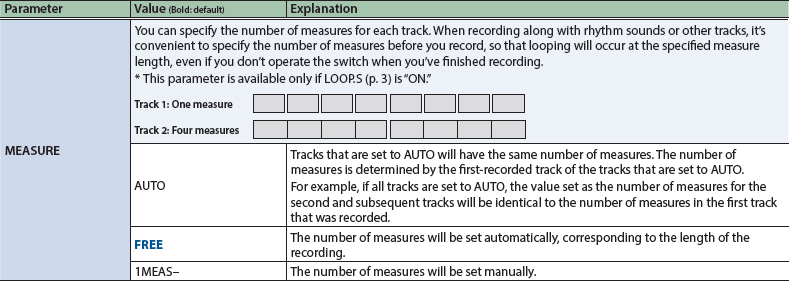 Parameter Value (Bold: default) Explanation
You can specify the number of measures for each track. When recording along with rhythm sounds or other tracks, it’s
convenient to specify the number of measures before you record, so that looping will occur at the specified measure
length, even if you don’t operate the switch when you’ve finished recording.
* This parameter is available only if LOOP.S (p. 3) is “ON.”
Track 1: One measure
Track 2: Four measures
MEASURE
AUTO
Tracks that are set to AUTO will have the same number of measures. The number of
measures is determined by the first-recorded track of the tracks that are set to AUTO.
For example, if all tracks are set to AUTO, the value set as the number of measures for the
second and subsequent tracks will be identical to the number of measures in the first track
that was recorded.
FREE
The number of measures will be set automatically, corresponding to the length of the
recording.
1MEAS–
The number of measures will be set manually.